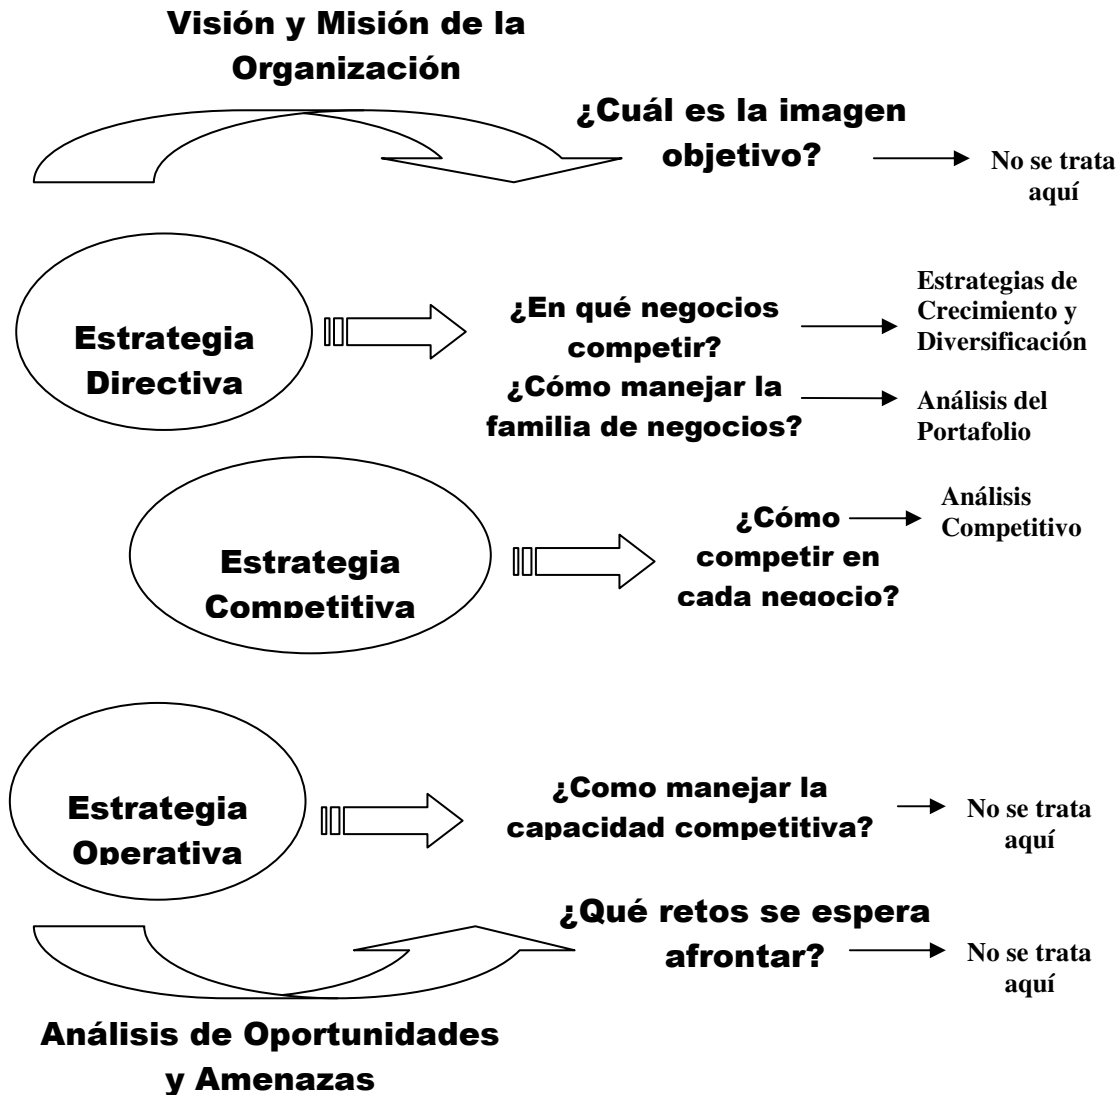 Visión y Misión de la
Organización
¿Cuál es la imagen
objetivo?
No se trata
aquí
Estrategia
Directiva
¿En qué negocios
competir?
Estrategias de
Crecimiento y
Diversificación
¿Cómo manejar la
familia de negocios?
Análisis del
Portafolio
Estrategia
Competitiva
¿Cómo
competir en
cada negocio?
Análisis
Competitivo
Estrategia
Operativa
¿Como manejar la
capacidad competitiva?
No se trata
aquí
¿Qué retos se espera
afrontar?
No se trata
aquí
Análisis de Oportunidades
y Amenazas